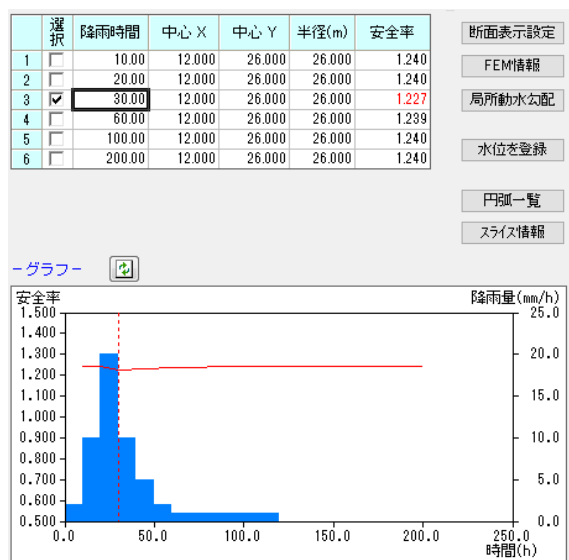 選択 降雨時間 中心 X 中心 Y 半径(m) 安全率
1 10.00 12.000 26.000 26.000 1.240
2 20.00 12.000 26.000 26.000 1.240
3 30.00 12.000 26.000 26.000 1.227
4 60.00 12.000 26.000 26.000 1.239
5 100.00 12.000 26.000 26.000 1.240
6 200.00 12.000 26.000 26.000 1.240
断面表示設定
FEM情報
局所動水勾配
水位を登録
円弧一覧
スライス情報
-グラフ-
安全率 降雨量(mm/h)
1.500 25.0
1.400
1.300 20.0
1.200
1.100 15.0
1.000
0.900 10.0
0.800
0.700 5.0
0.600
0.500 0.0
0.0 50.0 100.0 150.0 200.0 250.0
時間(h)